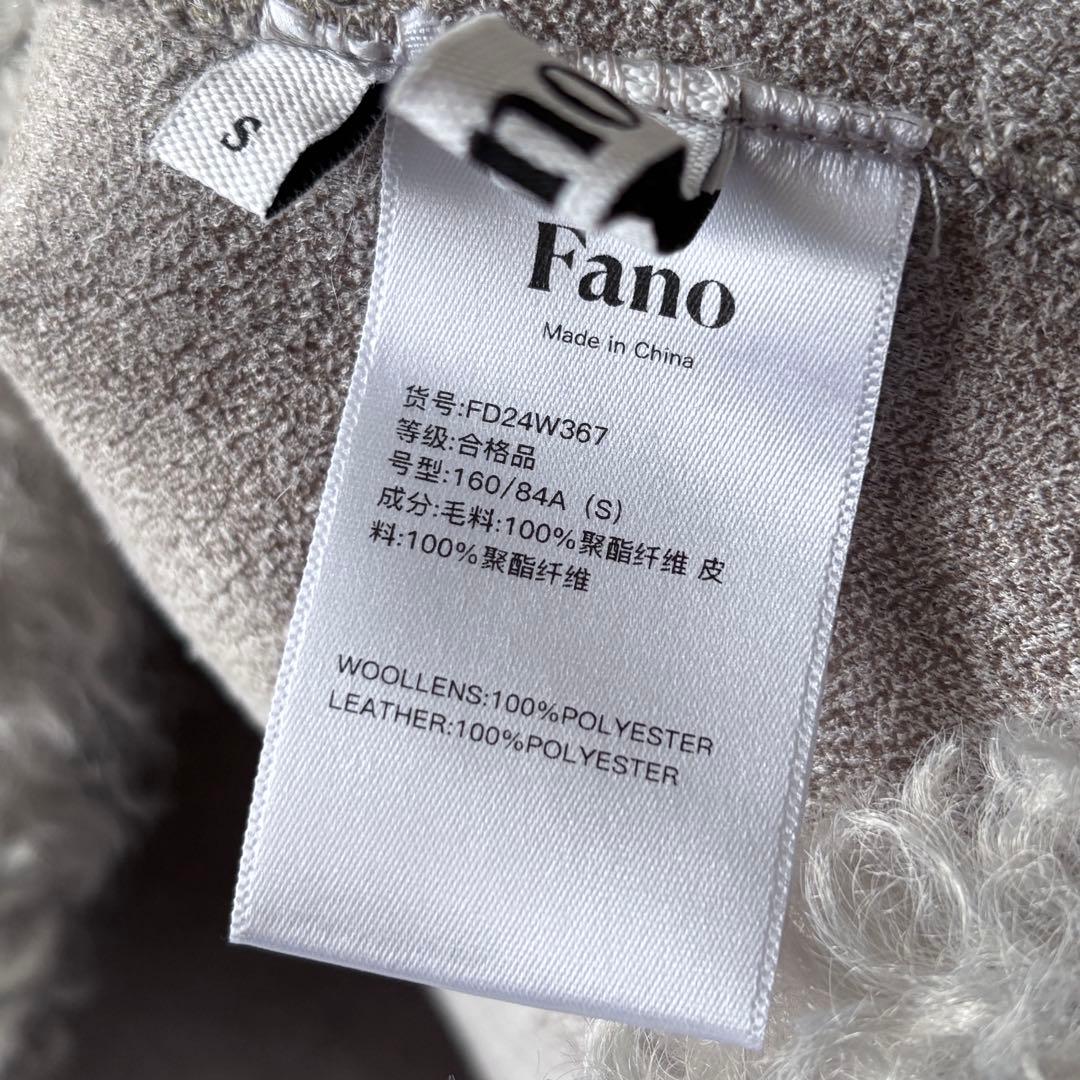 S
no
Fano
Made in China
货号:FD24W367
等级:合格品
号型:160/84A (S)
成分:毛料:100%聚酯纤维 皮
料:100%聚酯纤维
WOOLLENS:100%POLYESTER
LEATHER:100%POLYESTER